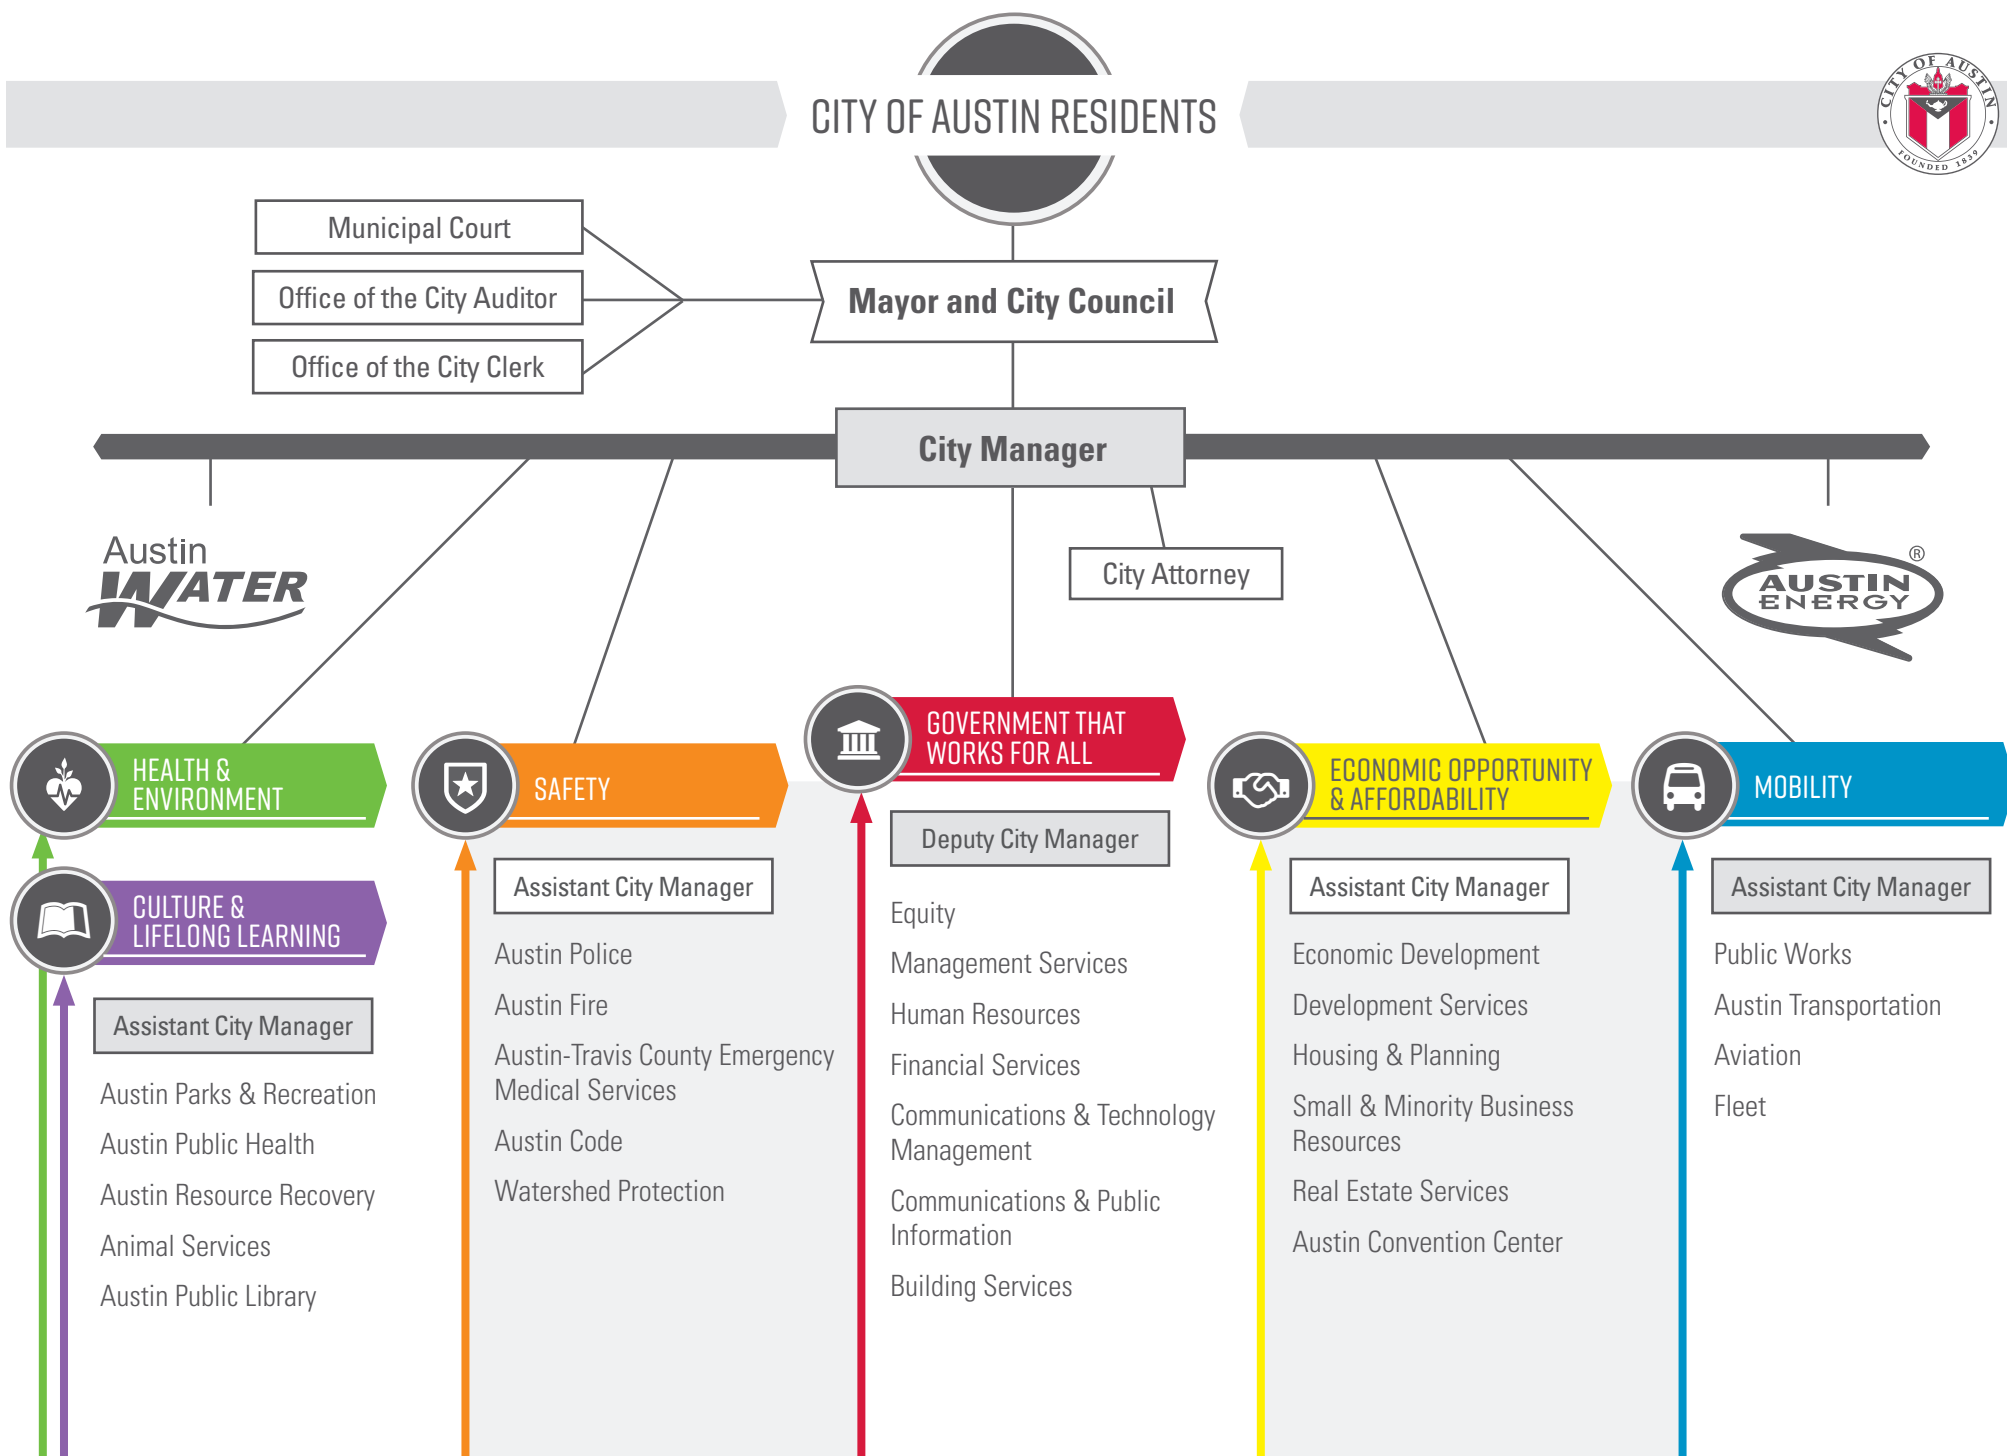 CITY OF AUSTIN RESIDENTS
CITY OF AUSTIN
FOUNDED 1839
Municipal Court
Office of the City Auditor
Office of the City Clerk
Mayor and City Council
City Manager
City Attorney
Austin
WATER
AUSTIN
ENERGY
®
HEALTH &
ENVIRONMENT
CULTURE &
LIFELONG LEARNING
Assistant City Manager
Austin Parks & Recreation
Austin Public Health
Austin Resource Recovery
Animal Services
Austin Public Library
SAFETY
Assistant City Manager
Austin Police
Austin Fire
Austin-Travis County Emergency
Medical Services
Austin Code
Watershed Protection
GOVERNMENT THAT
WORKS FOR ALL
Deputy City Manager
Equity
Management Services
Human Resources
Financial Services
Communications & Technology
Management
Communications & Public
Information
Building Services
ECONOMIC OPPORTUNITY
& AFFORDABILITY
Assistant City Manager
Economic Development
Development Services
Housing & Planning
Small & Minority Business
Resources
Real Estate Services
Austin Convention Center
MOBILITY
Assistant City Manager
Public Works
Austin Transportation
Aviation
Fleet